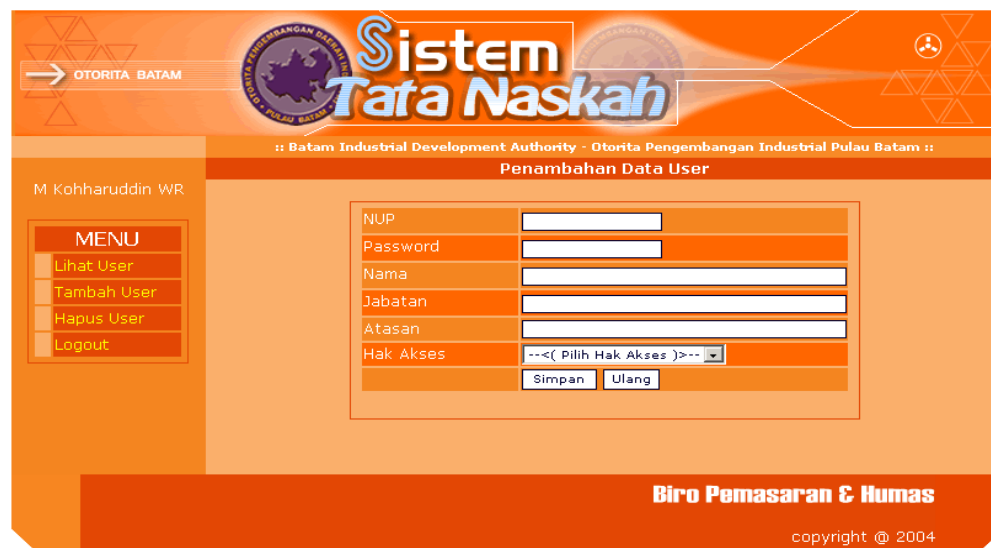 OTORITA BATAM
Sistem
Tata Naskah
:: Batam Industrial Development Authority - Otorita Pengembangan Industrial Pulau Batam ::
Penambahan Data User
M Kohharuddin WR
MENU
Lihat User
Tambah User
Hapus User
Logout
NUP
Password
Nama
Jabatan
Atasan
Hak Akses --<( Pilih Hak Akses )>--
Simpan Ulang
Biro Pemasaran & Humas
copyright @ 2004